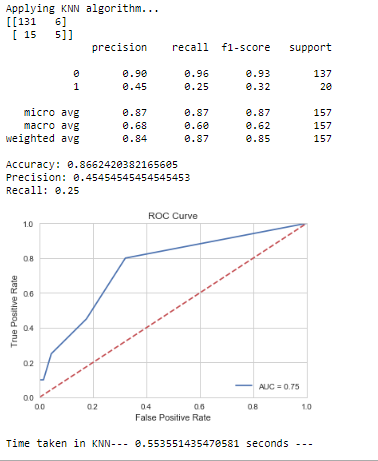 Applying KNN algorithm...
[[131 6]
[ 15 5]]
precision recall f1-score support
0 0.90 0.96 0.93 137
1 0.45 0.25 0.32 20
micro avg 0.87 0.87 0.87 157
macro avg 0.68 0.60 0.62 157
weighted avg 0.84 0.87 0.85 157
Accuracy: 0.8662420382165605
Precision: 0.45454545454545453
Recall: 0.25
ROC Curve
1.0
0.8
0.6
0.4
0.2
0.0
True Positive Rate
AUC = 0.75
0.0 0.2 0.4 0.6 0.8 1.0
False Positive Rate
Time taken in KNN--- 0.553551435470581 seconds ---